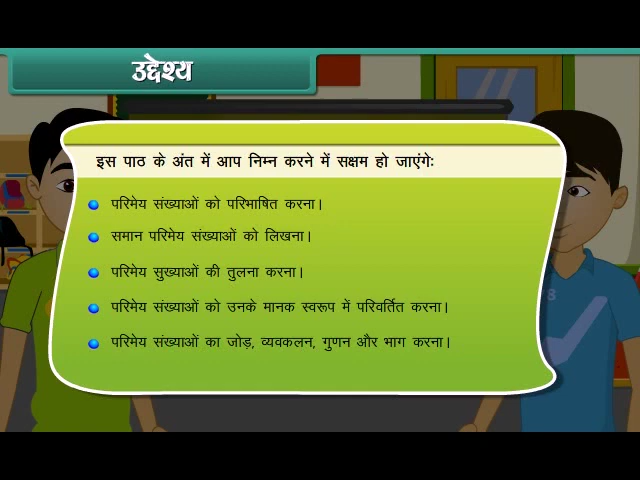 उद्देश्य
इस पाठ के अंत में आप निम्न करने में सक्षम हो जाएंगेः
परिमेय संख्याओं को परिभाषित करना।
समान परिमेय संख्याओं को लिखना।
परिमेय सुख्याओं की तुलना करना।
परिमेय संख्याओं को उनके मानक स्वरूप में परिवर्तित करना।
परिमेय संख्याओं का जोड़, व्यवकलन, गुणन और भाग करना।